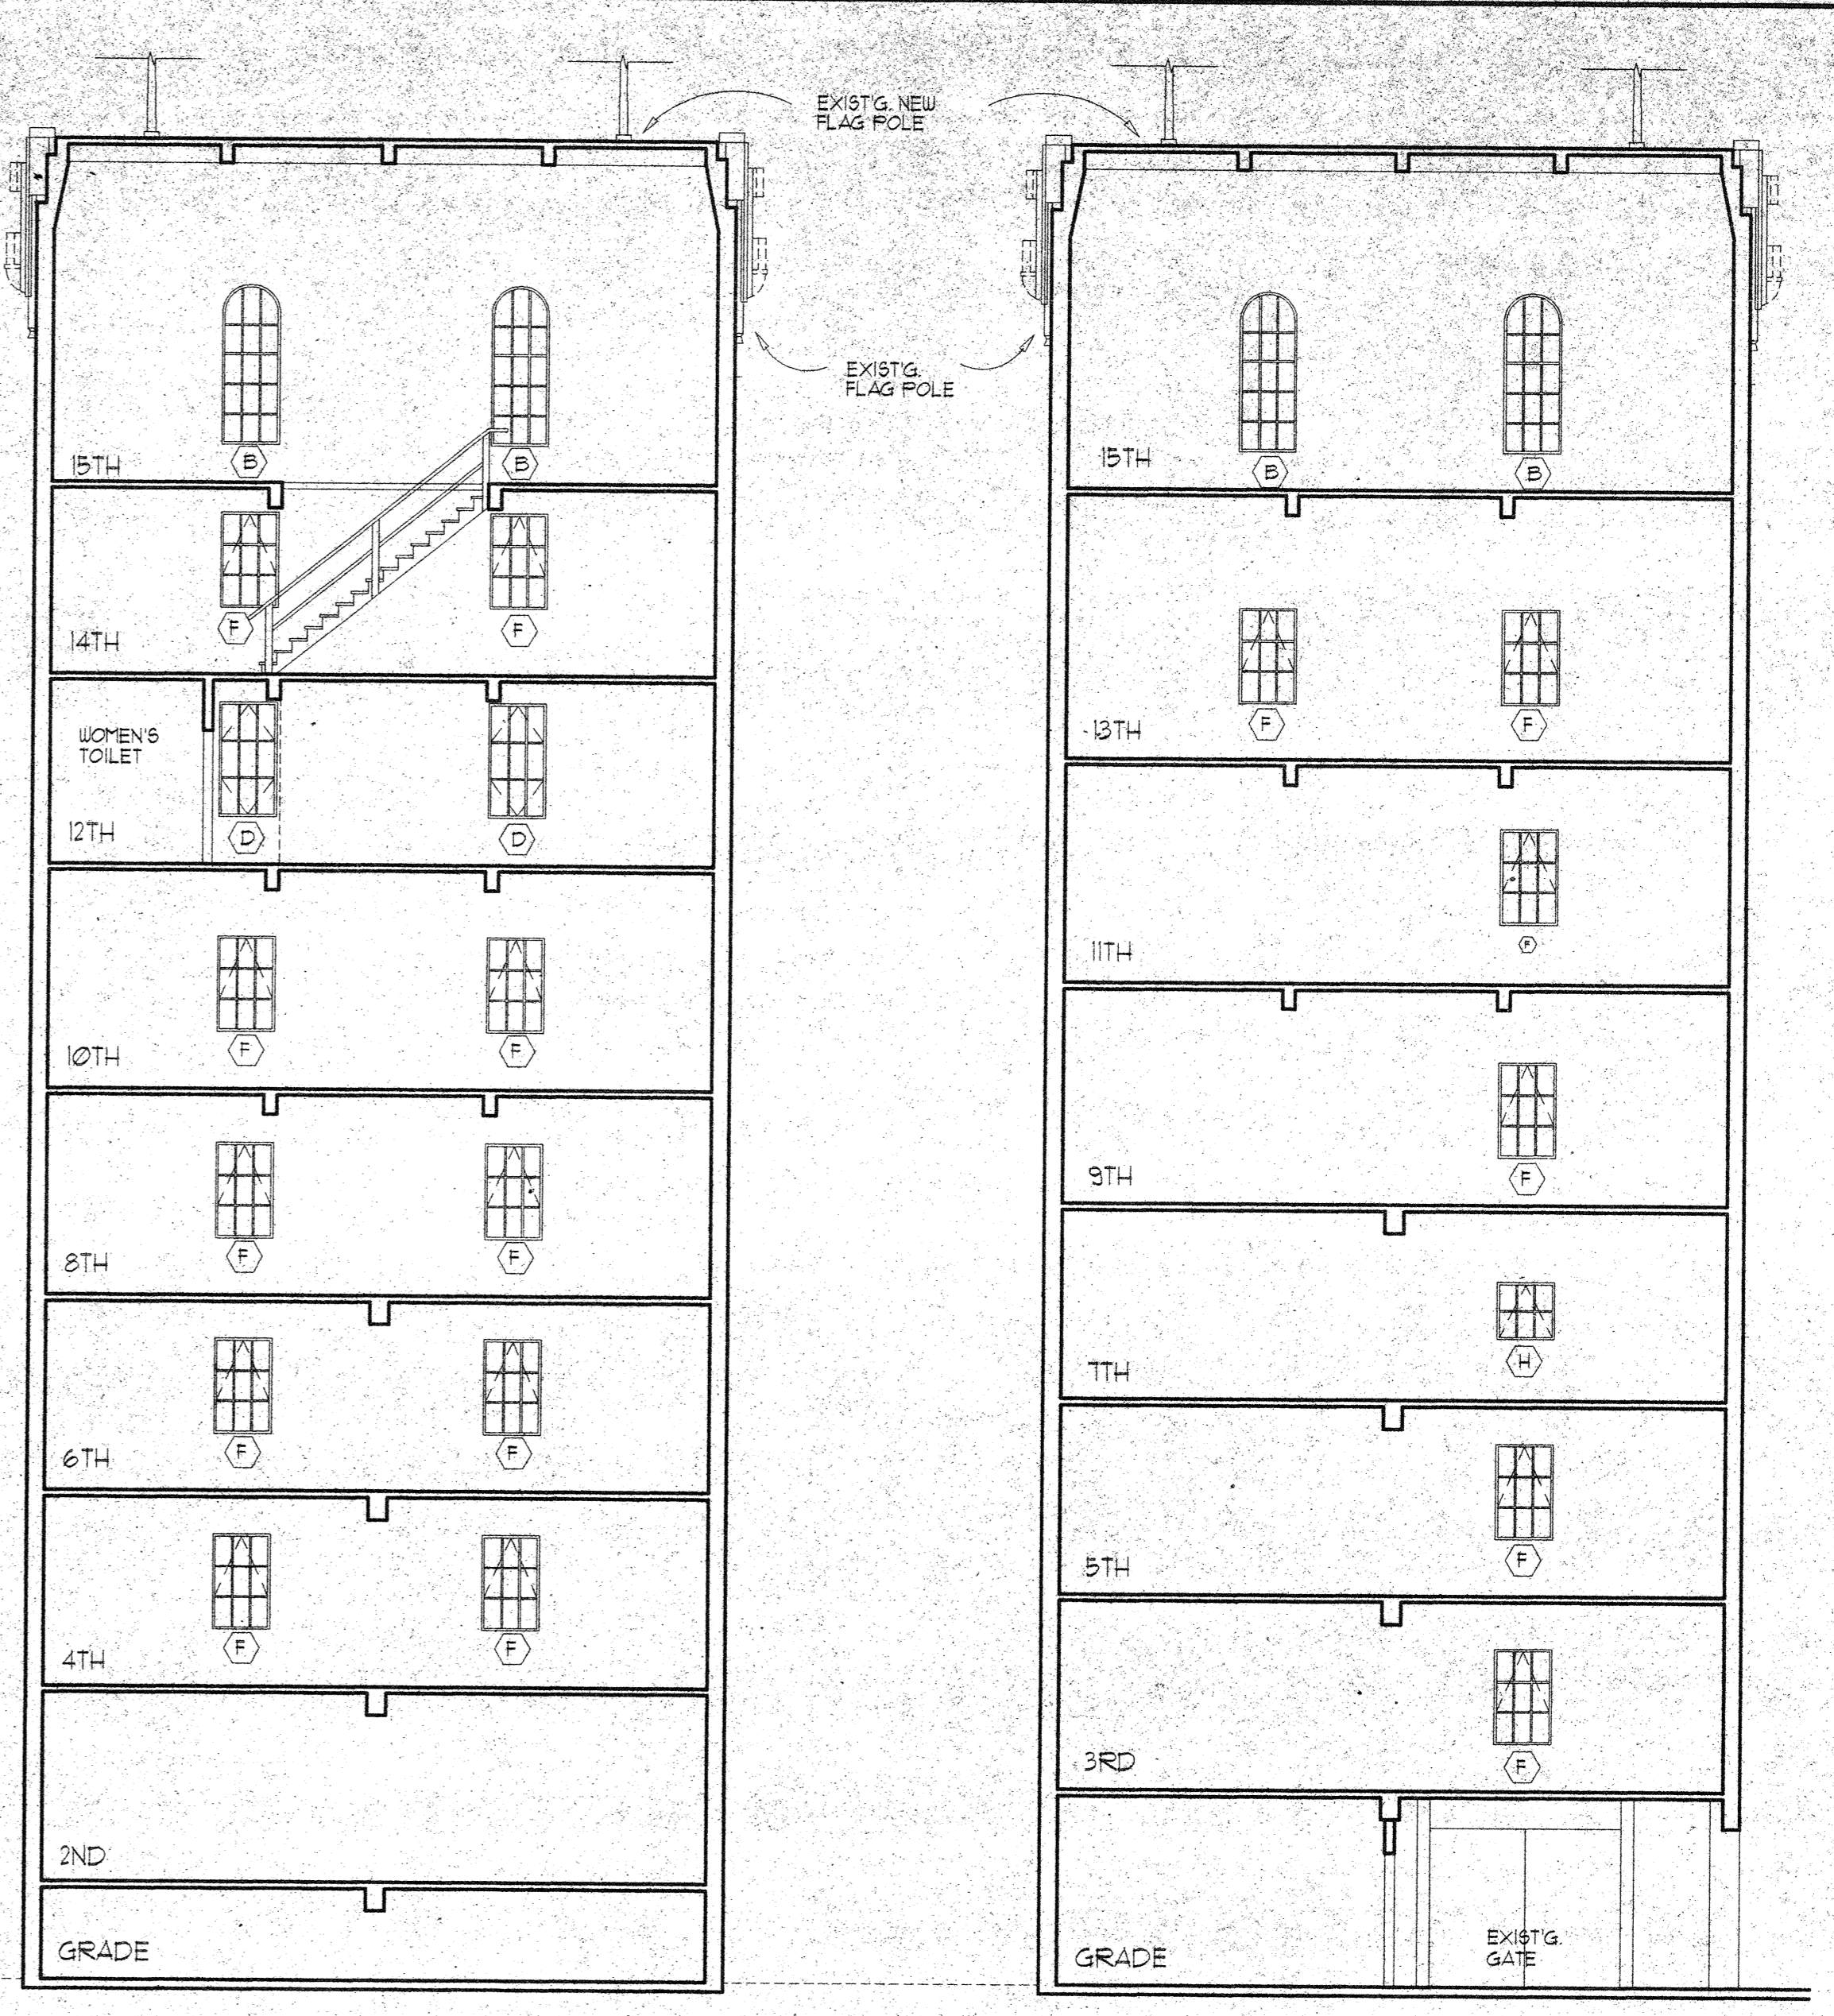 EXIST'G. NEW
FLAG POLE
EXIST'G.
FLAG POLE
15TH
B
B
14TH
F
F
WOMEN'S
TOILET
12TH
D
D
10TH
F
F
8TH
F
F
6TH
F
F
4TH
F
F
2ND
GRADE
15TH
B
B
13TH
F
F
11TH
F
9TH
F
7TH
H
5TH
F
3RD
F
GRADE
EXIST'G.
GATE